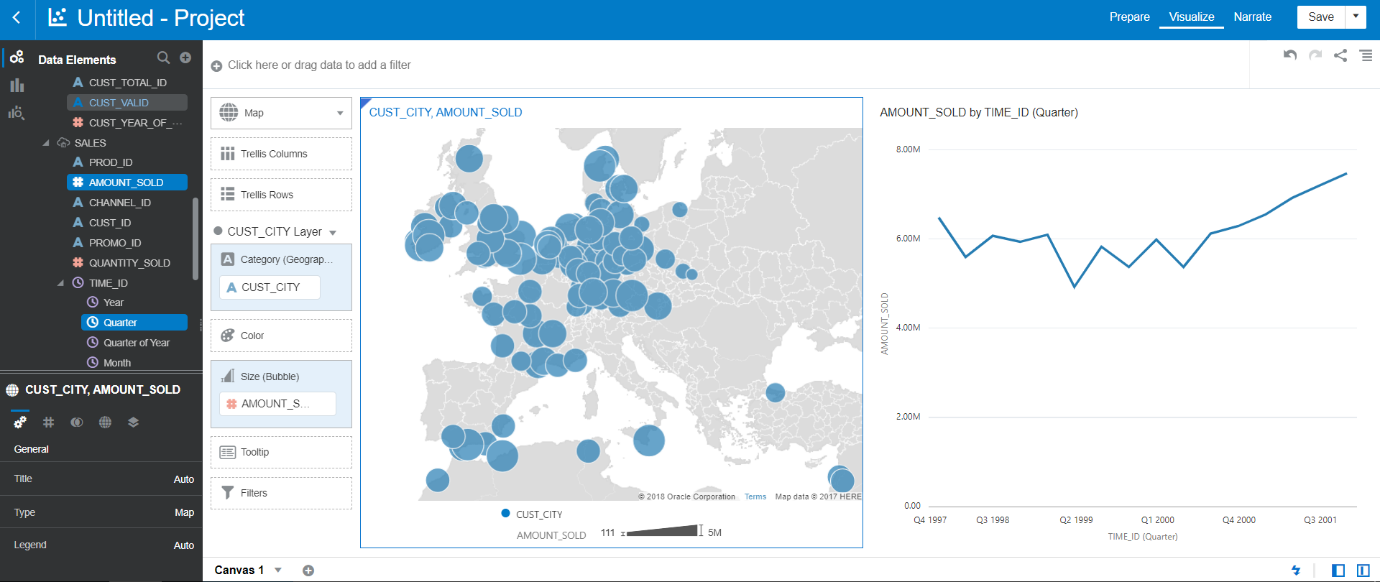 Untitled - Project
Prepare
Visualize
Narrate
Save
Data Elements
CUST_TOTAL_ID
CUST_VALID
CUST_YEAR_OF_···
SALES
PROD_ID
AMOUNT_SOLD
CHANNEL_ID
CUST_ID
PROMO_ID
QUANTITY_SOLD
TIME_ID
Year
Quarter
Quarter of Year
Month
CUST_CITY, AMOUNT_SOLD
General
Title Auto
Type Map
Legend Auto
Click here or drag data to add a filter
Map
Trellis Columns
Trellis Rows
CUST_CITY Layer
Category (Geograp...
A CUST_CITY
Color
Size (Bubble)
# AMOUNT_S...
Tooltip
Filters
CUST_CITY, AMOUNT_SOLD
© 2018 Oracle Corporation Terms Map data © 2017 HERE
CUST_CITY
AMOUNT_SOLD 111 5M
AMOUNT_SOLD by TIME_ID (Quarter)
8.00M
6.00M
4.00M
2.00M
0.00
AMOUNT_SOLD
Q4 1997 Q3 1998 Q2 1999 Q1 2000 Q4 2000 Q3 2001
TIME_ID (Quarter)
Canvas 1